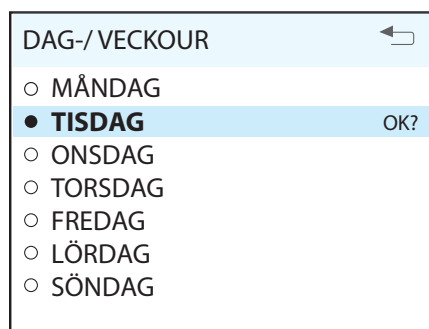 DAG-/ VECKOUR
MÅNDAG
TISDAG OK?
ONSDAG
TORSDAG
FREDAG
LÖRDAG
SÖNDAG